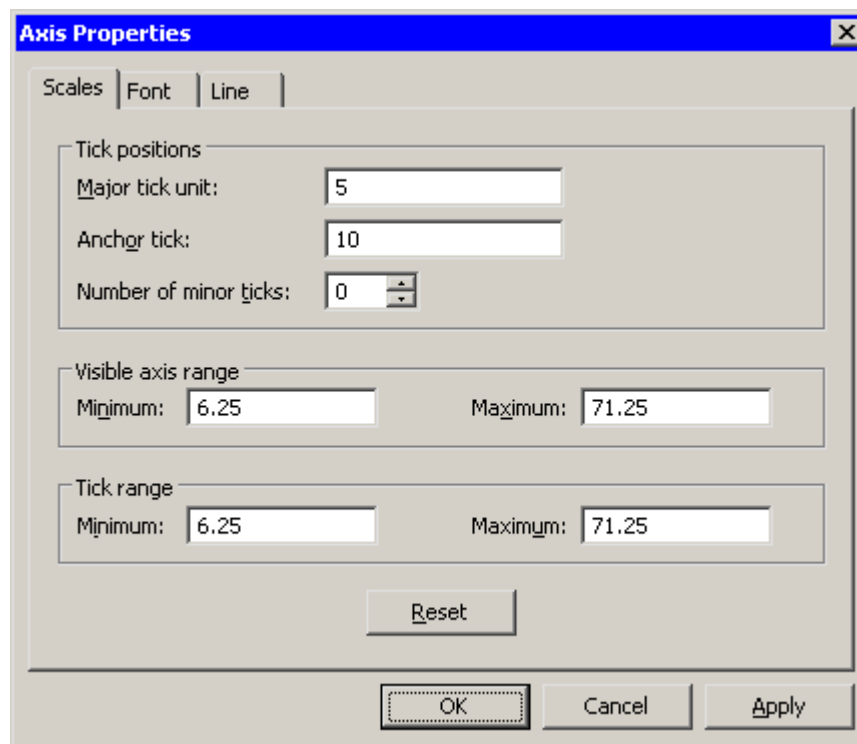 Axis Properties
Scales Font Line
Tick positions
Major tick unit: 5
Anchor tick: 10
Number of minor ticks: 0
Visible axis range
Minimum: 6.25 Maximum: 71.25
Tick range
Minimum: 6.25 Maximum: 71.25
Reset
OK Cancel Apply